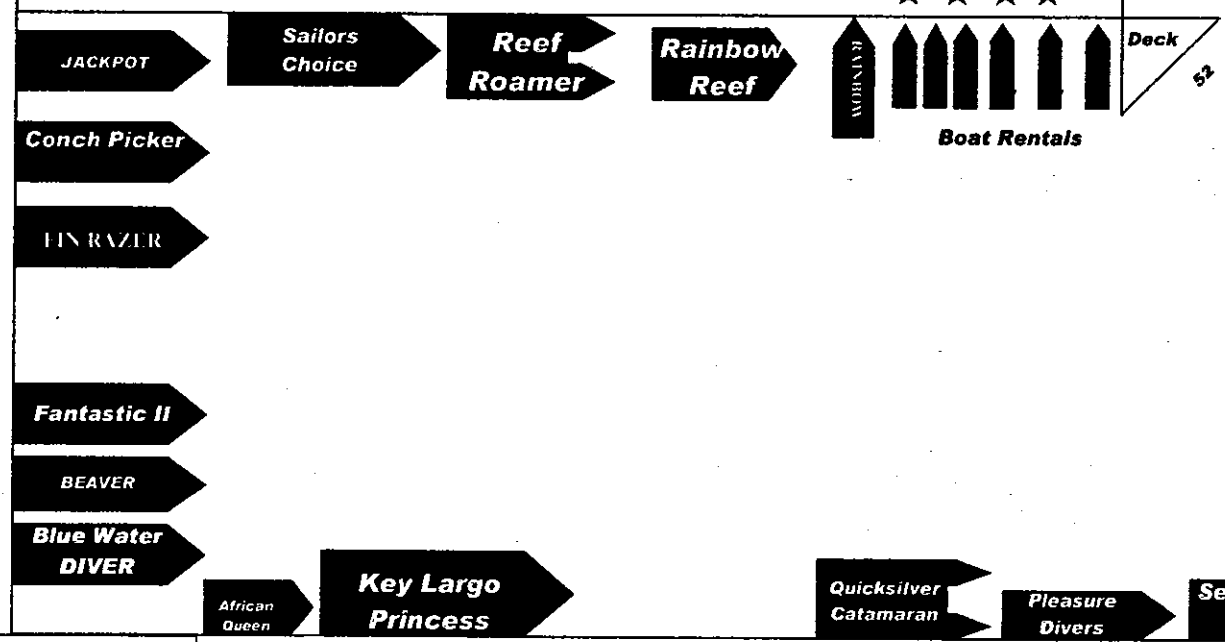 JACKPOT
Sailors
Choice
Reef
Roamer
Rainbow
Reef
RAINBOW
Deck
52
Boat Rentals
Conch Picker
FIN RAZER
Fantastic II
BEAVER
Blue Water
DIVER
African
Queen
Key Largo
Princess
Quicksilver
Catamaran
Pleasure
Divers